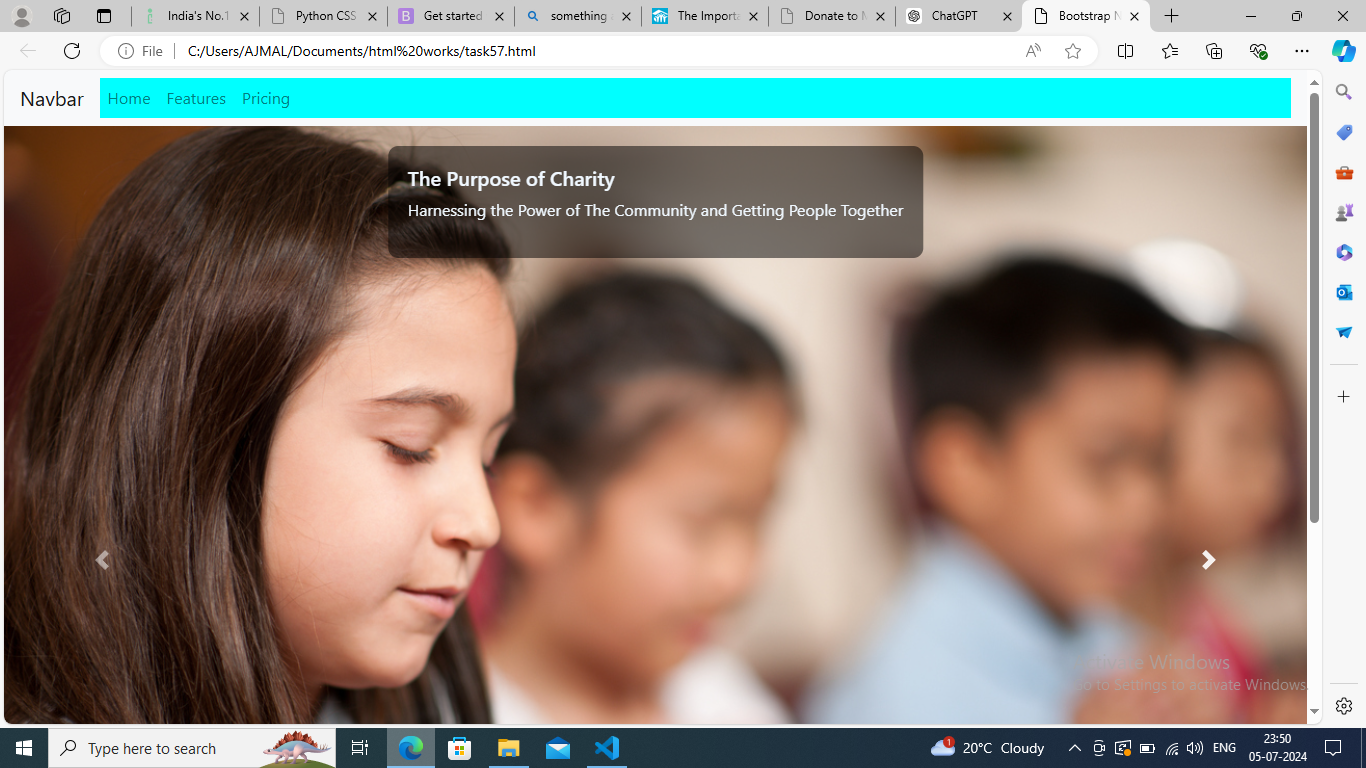 India's No.1
Python CSS
Get started
something a
The Importa
Donate to M
ChatGPT
Bootstrap N
File
C:/Users/AJMAL/Documents/html%20works/task57.html
Navbar
Home Features Pricing
The Purpose of Charity
Harnessing the Power of The Community and Getting People Together
Activate Windows
Go to Settings to activate Windows.
Type here to search
1
20°C Cloudy
ENG
23:50
05-07-2024